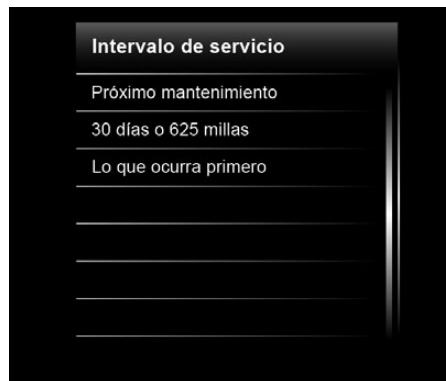 Intervalo de servicio
Próximo mantenimiento
30 días o 625 millas
Lo que ocurra primero